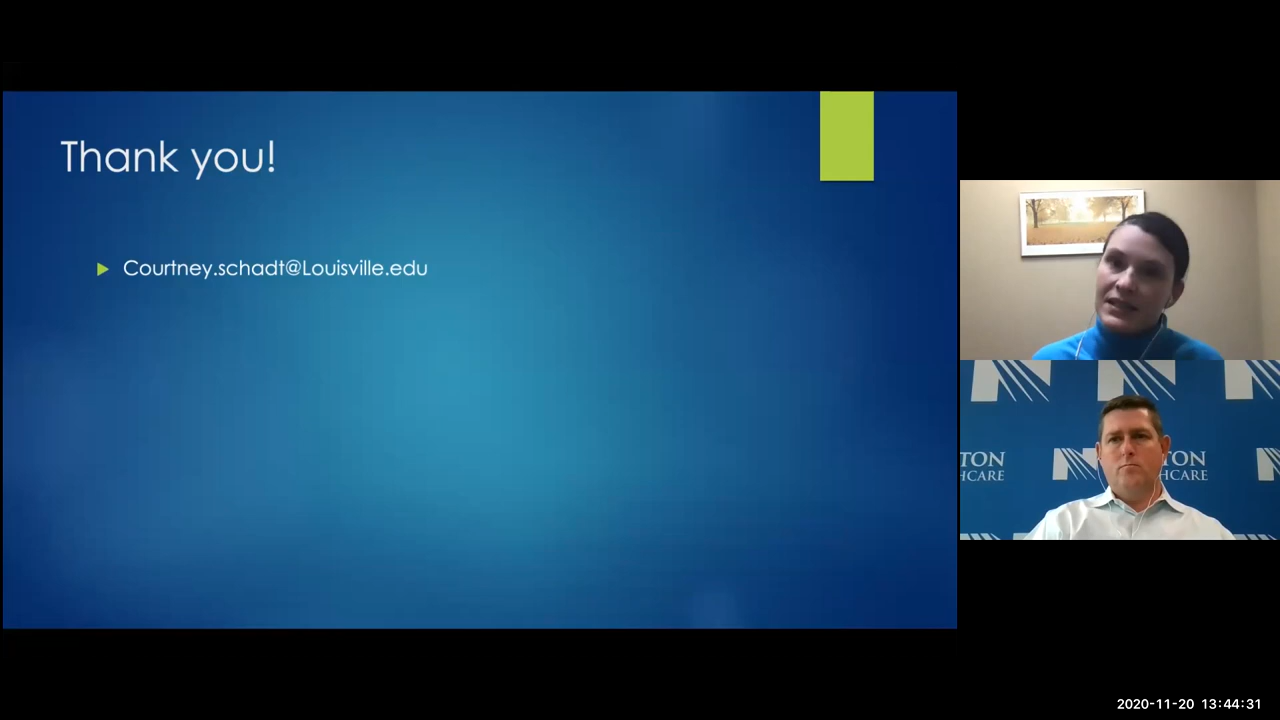 Thank you!
Courtney.schadt@Louisville.edu
TON
HCARE
TON
HCARE
2020-11-20 13:44:31